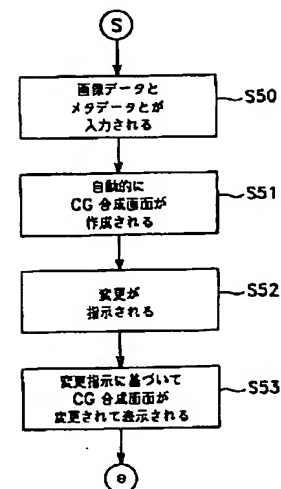 S
画像データと
メタデータとが
入力される
S50
自動的に
CG 合成画面が
作成される
S51
変更が
指示される
S52
変更指示に基づいて
CG 合成画面が
変更されて表示される
S53
e